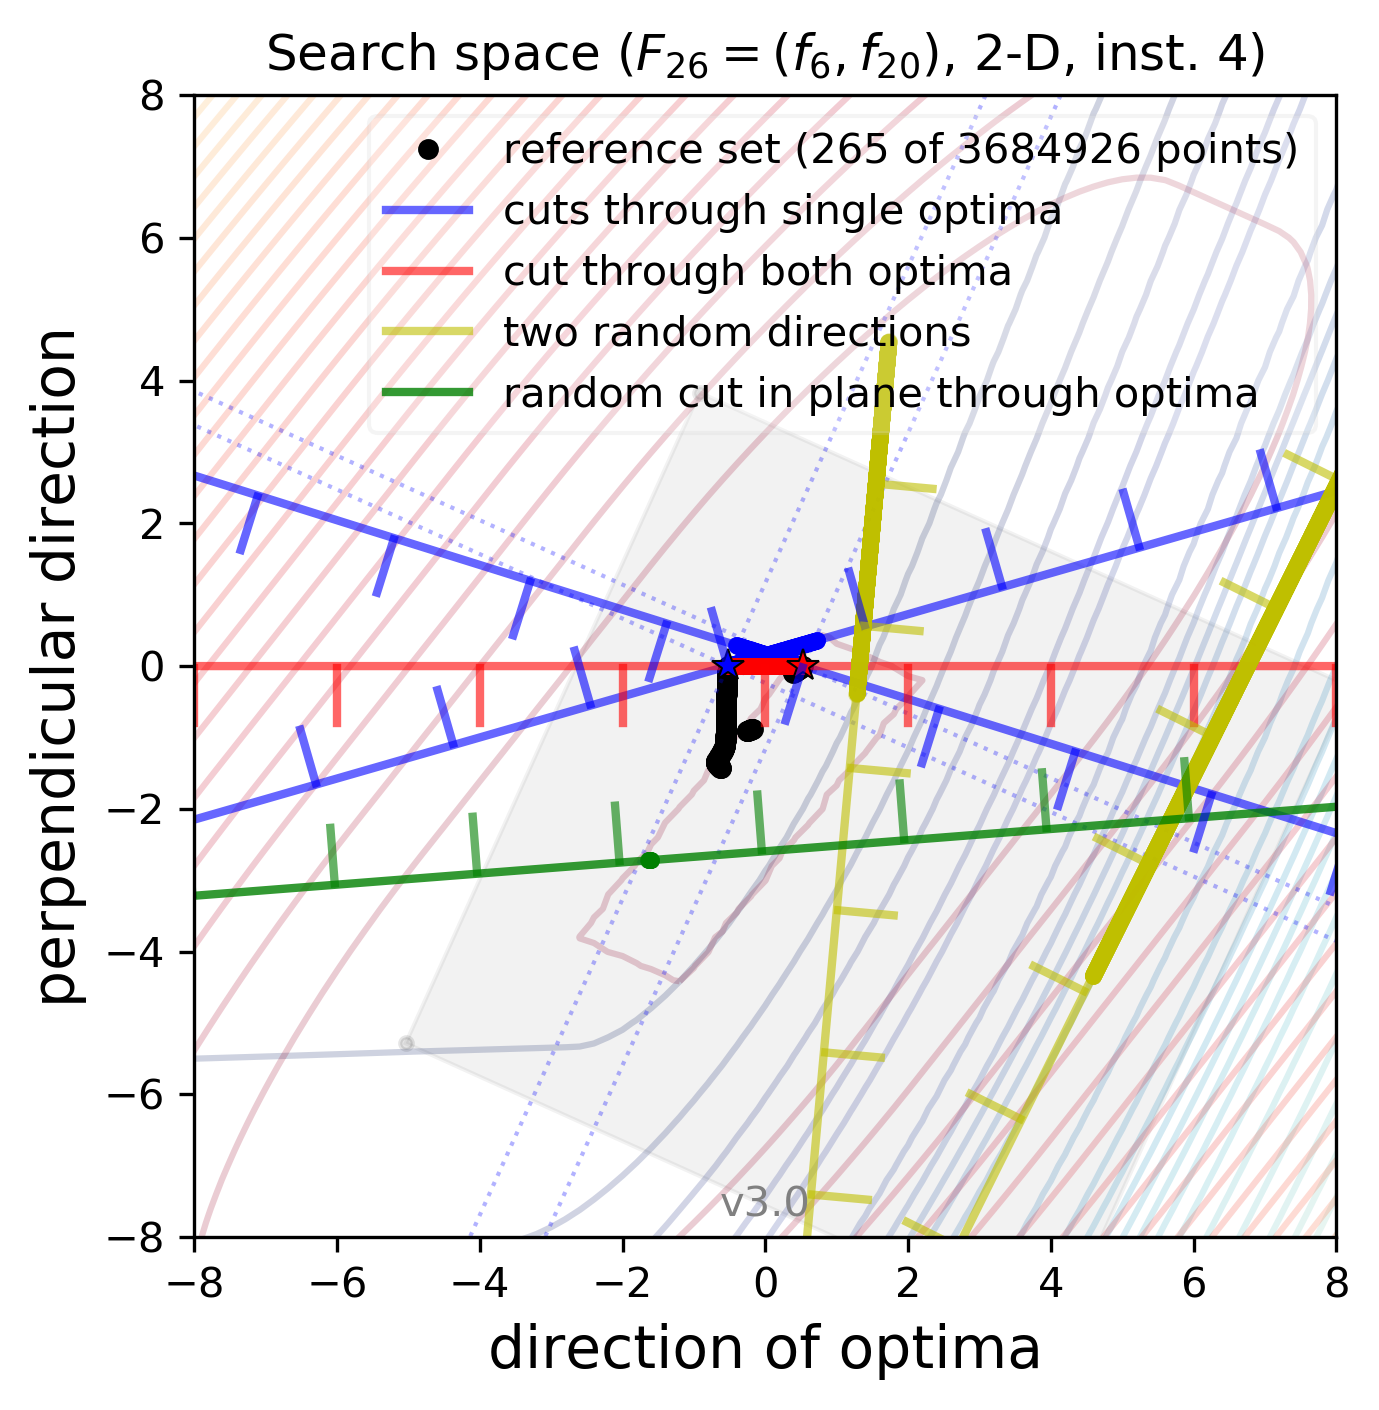 Search space (F26 = (f6, f20), 2-D, inst. 4)
reference set (265 of 3684926 points)
cuts through single optima
cut through both optima
two random directions
random cut in plane through optima
perpendicular direction
8
6
4
2
0
−2
−4
−6
−8
v3.0
−8 −6 −4 −2 0 2 4 6 8
direction of optima